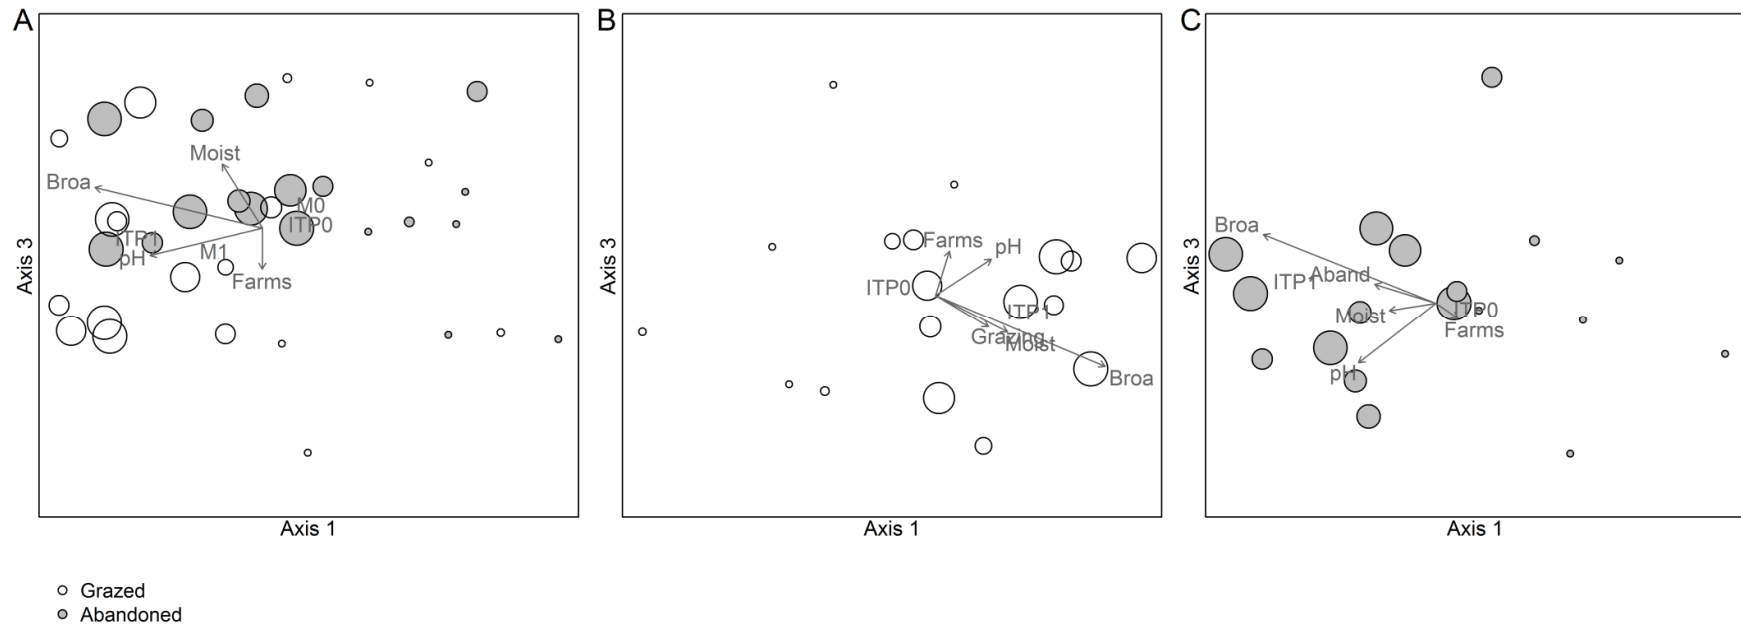 A
B
C
Moist
Broa
M0
ITP0
ITP1
M1
pH
Farms
Axis 3
Axis 1
Farms
pH
ITP0
ITP1
Grazing
Moist
Broa
Axis 3
Axis 1
Broa
Aband
ITP1
ITP0
Moist
Farms
pH
Axis 3
Axis 1
Grazed
Abandoned